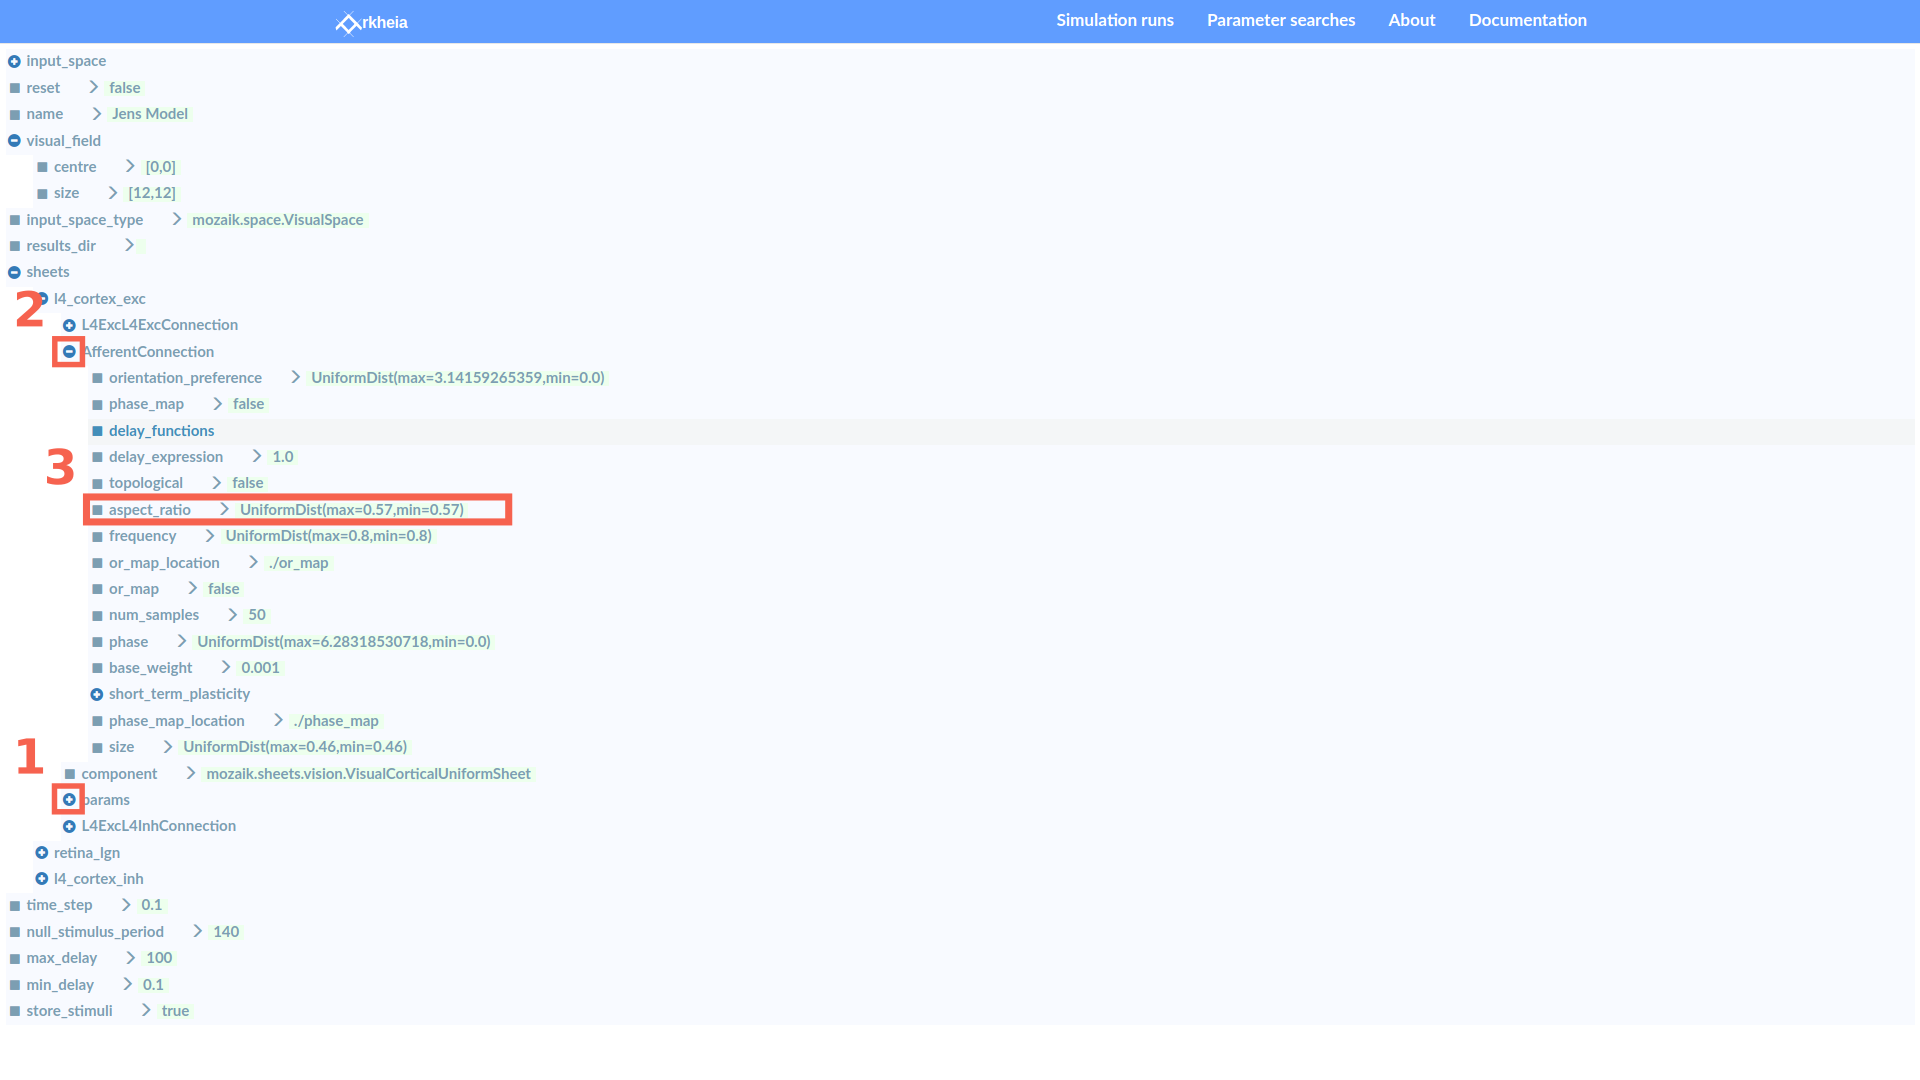 rkheia Simulation runs Parameter searches About Documentation
input_space
reset false
name Jens Model
visual_field
centre [0,0]
size [12,12]
input_space_type mozaik.space.VisualSpace
results_dir
sheets
2 l4_cortex_exc
L4ExcL4ExcConnection
AfferentConnection
orientation_preference UniformDist(max=3.14159265359,min=0.0)
phase_map false
delay_functions
3 delay_expression 1.0
topological false
aspect_ratio UniformDist(max=0.57,min=0.57)
frequency UniformDist(max=0.8,min=0.8)
or_map_location ./or_map
or_map false
num_samples 50
phase UniformDist(max=6.28318530718,min=0.0)
base_weight 0.001
short_term_plasticity
phase_map_location ./phase_map
size UniformDist(max=0.46,min=0.46)
1 component mozaik.sheets.vision.VisualCorticalUniformSheet
params
L4ExcL4InhConnection
retina_lgn
l4_cortex_inh
time_step 0.1
null_stimulus_period 140
max_delay 100
min_delay 0.1
store_stimuli true